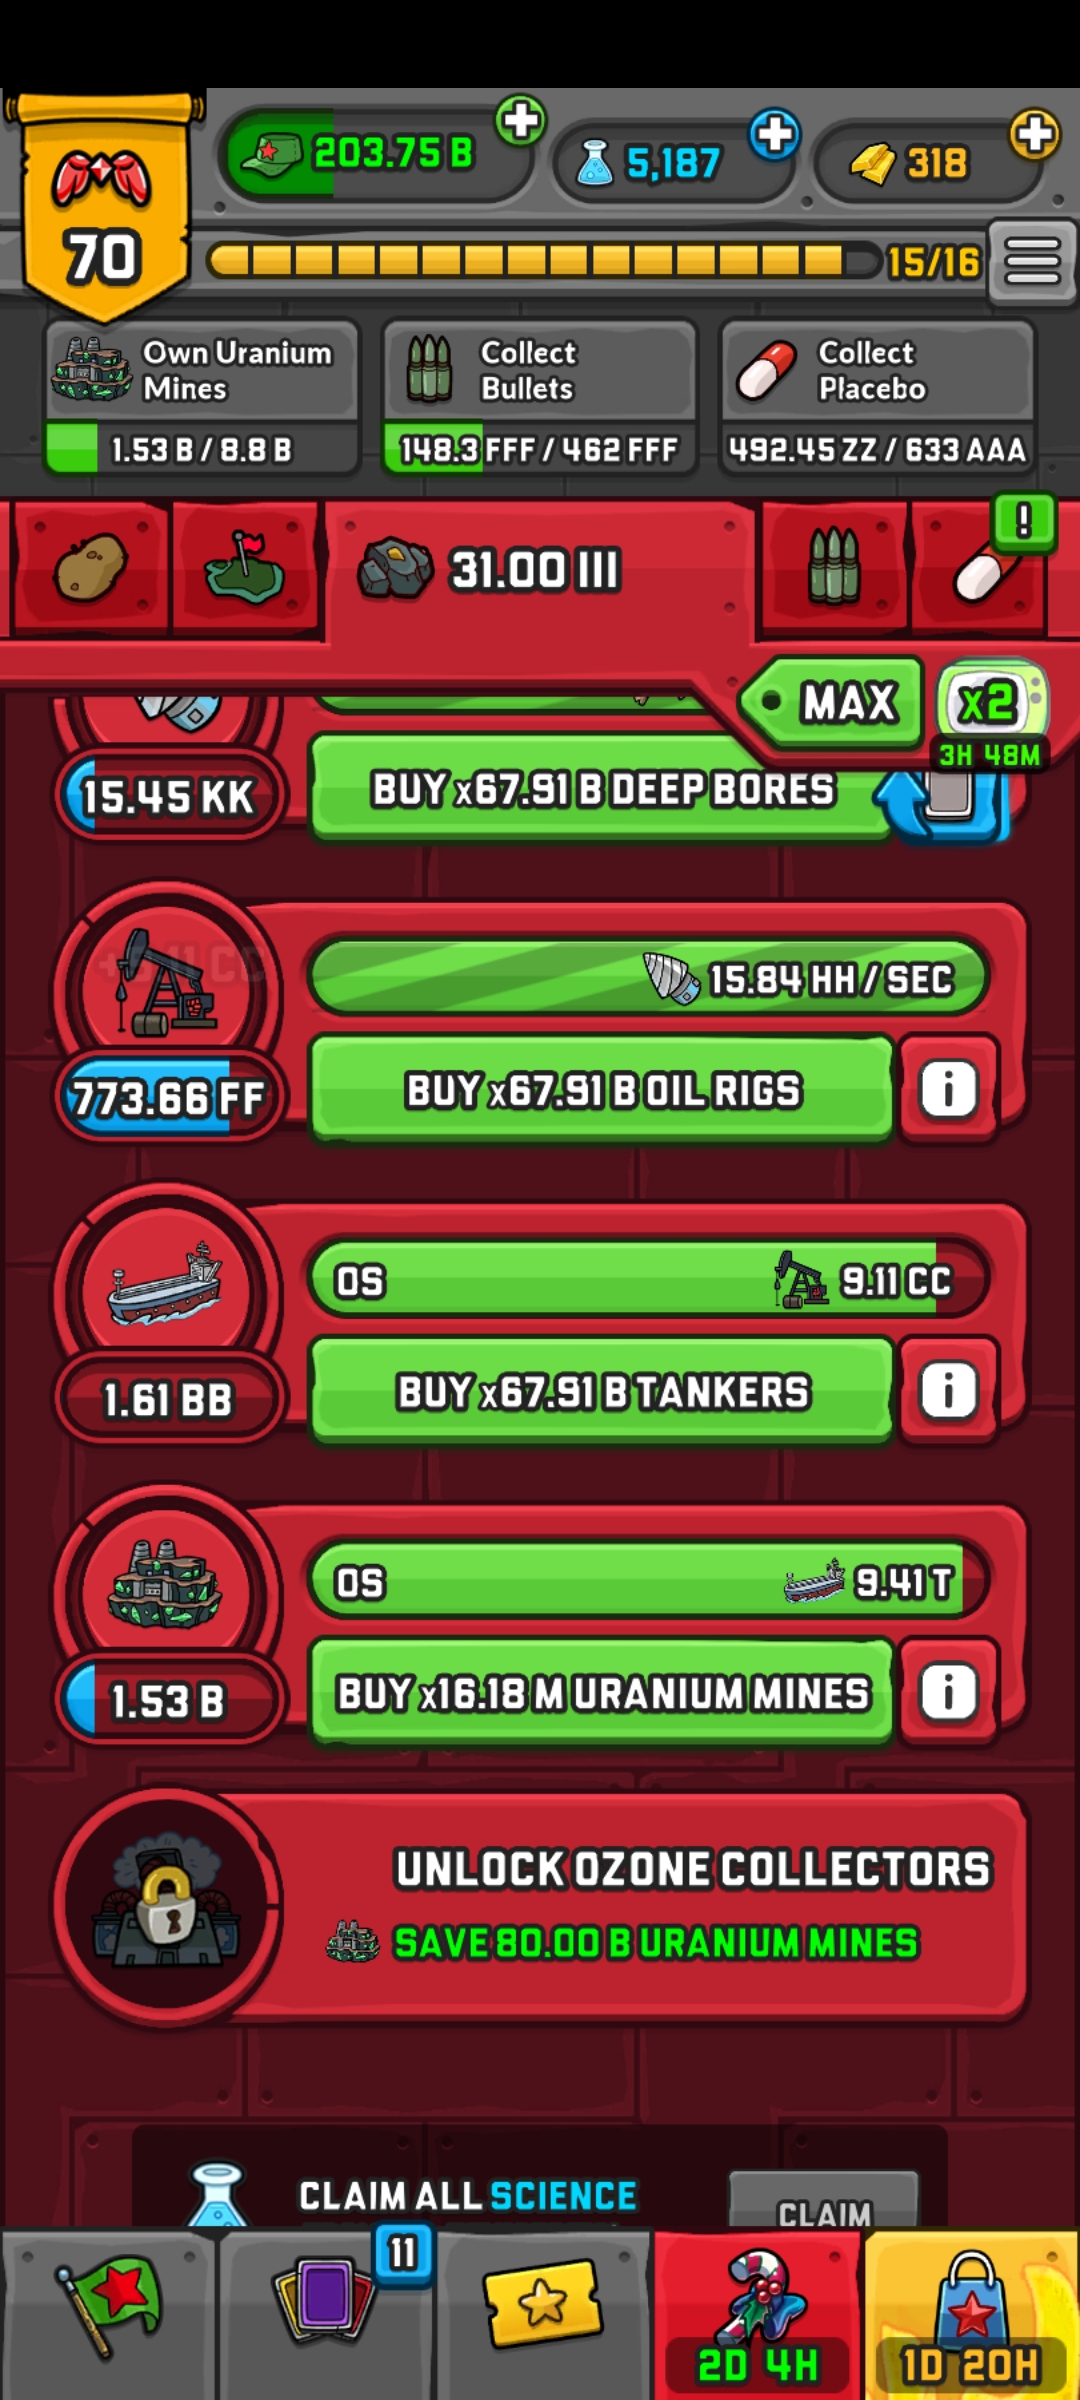 203.75 B
5,187
318
70
15/16
Own Uranium
Mines
1.53 B / 8.8 B
Collect
Bullets
148.3 FFF / 462 FFF
Collect
Placebo
492.45 ZZ / 633 AAA
31.00 III
!
MAX
x2
3H 48M
15.45 KK
BUY x67.91 B DEEP BORES
15.84 HH / SEC
773.66 FF
BUY x67.91 B OIL RIGS
i
0S
9.11 CC
1.61 BB
BUY x67.91 B TANKERS
i
0S
9.41 T
1.53 B
BUY x16.18 M URANIUM MINES
i
UNLOCK OZONE COLLECTORS
SAVE 80.00 B URANIUM MINES
CLAIM ALL SCIENCE
CLAIM
11
2D 4H
1D 20H